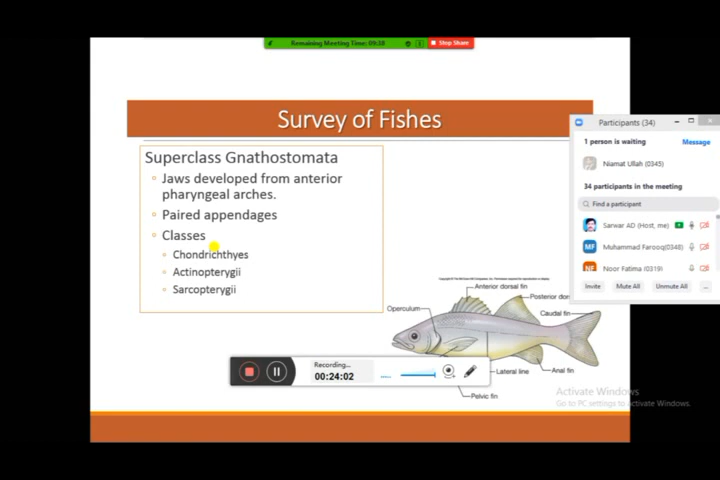 Remaining Meeting Time: 09:38
Stop Share
Survey of Fishes
Superclass Gnathostomata
Jaws developed from anterior
pharyngeal arches.
Paired appendages
Classes
Chondrichthyes
Actinopterygii
Sarcopterygii
Participants (34)
1 person is waiting
Message
Niamat Ullah (0345)
34 participants in the meeting
Find a participant
Sarwar AD (Host, me)
MF
Muhammad Farooq(0348)
NF
Noor Fatima (0319)
Invite
Mute All
Unmute All
...
Anterior dorsal fin
Posterior dors
Caudal fin
Operculum
Anal fin
Lateral line
Pelvic fin
Recording...
00:24:02
Activate Windows
Go to PC settings to activate Windows.